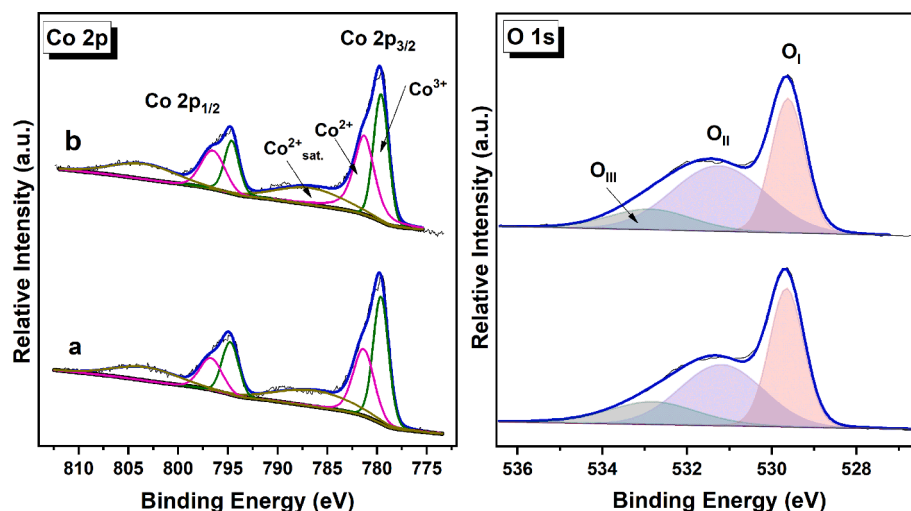 Co 2p
Co 2p3/2
Co 2p1/2
Co3+
Co2+
Co2+sat.
b
a
Relative Intensity (a.u.)
810 805 800 795 790 785 780 775
Binding Energy (eV)
O 1s
OI
OII
OIII
Relative Intensity (a.u.)
536 534 532 530 528
Binding Energy (eV)